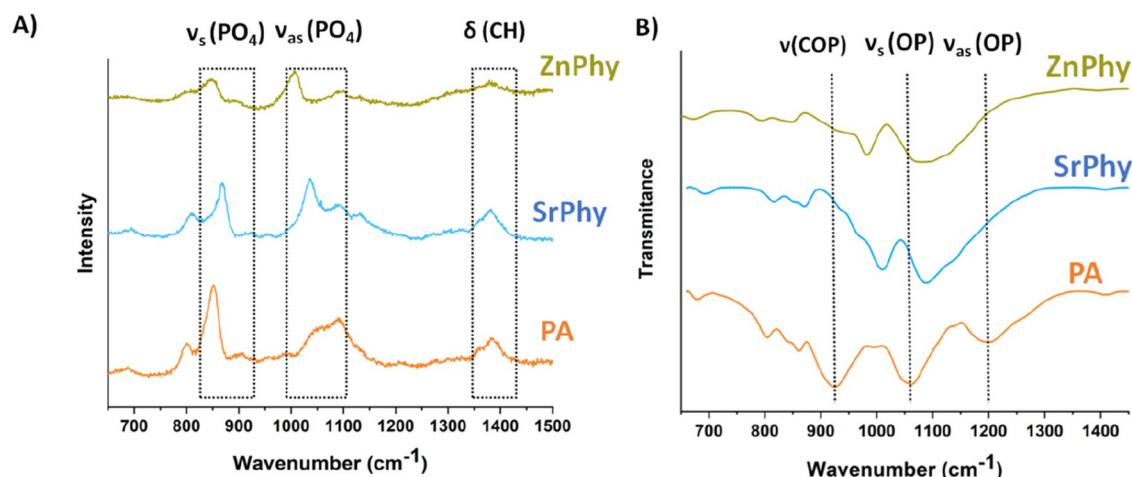 A)
νs (PO4) νas (PO4) δ (CH)
ZnPhy
SrPhy
PA
Intensity
700 800 900 1000 1100 1200 1300 1400 1500
Wavenumber (cm-1)
B)
ν(COP) νs (OP) νas (OP)
ZnPhy
SrPhy
PA
Transmitance
700 800 900 1000 1100 1200 1300 1400
Wavenumber (cm-1)